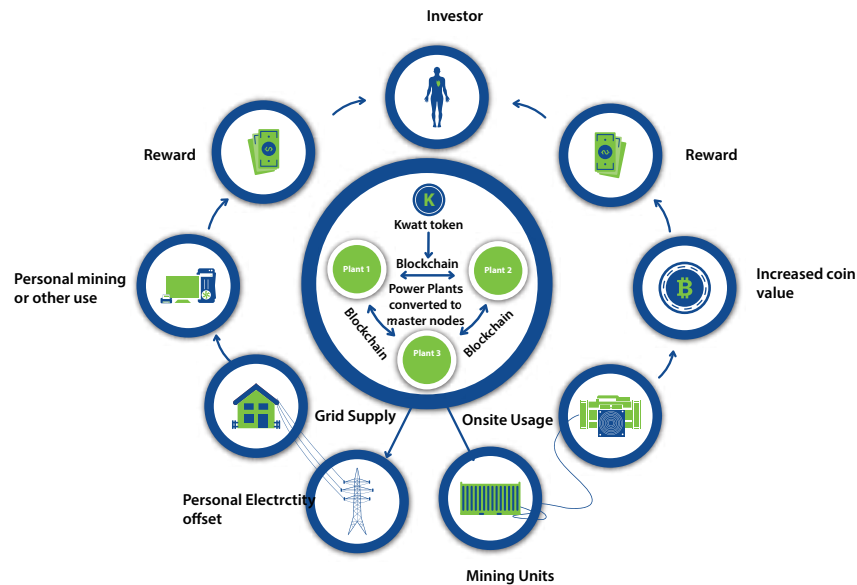 Investor
Reward
Reward
K
Kwatt token
Blockchain
Plant 1
Plant 2
Power Plants
converted to
master nodes
Blockchain
Blockchain
Plant 3
Personal mining
or other use
Increased coin
value
Grid Supply
Onsite Usage
Personal Electrctity
offset
Mining Units